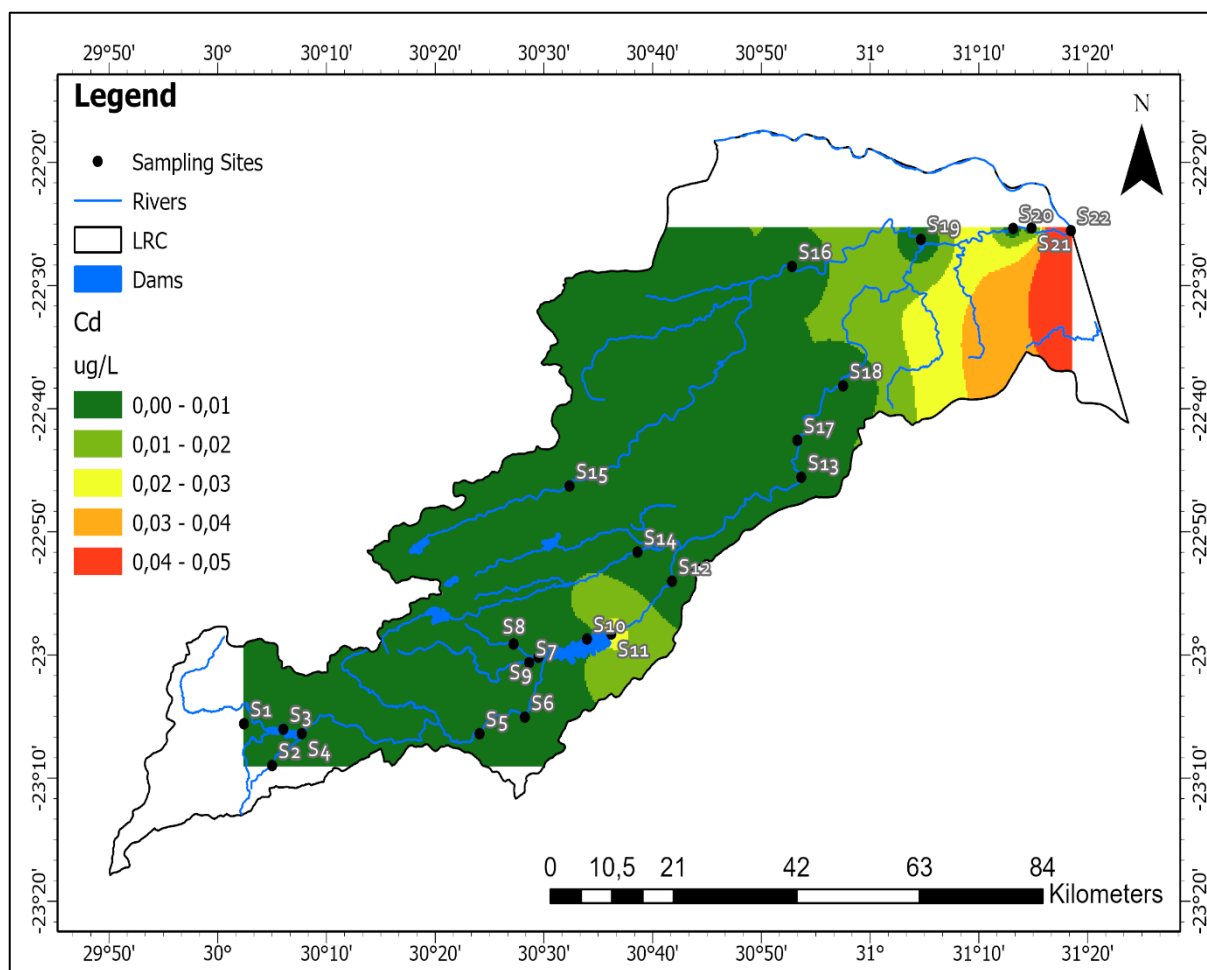 29°50' 30° 30°10' 30°20' 30°30' 30°40' 30°50' 31° 31°10' 31°20'
Legend
Sampling Sites
Rivers
LRC
Dams
Cd
ug/L
0,00 - 0,01
0,01 - 0,02
0,02 - 0,03
0,03 - 0,04
0,04 - 0,05
N
-22°20' -22°20'
-22°30' -22°30'
-22°40' -22°40'
-22°50' -22°50'
-23° -23°
-23°10' -23°10'
-23°20' -23°20'
S20 S22
S19 S21
S16
S18
S17
S13
S15
S14
S12
S8 S10
S7 S11
S9
S6
S1 S3 S5
S2 S4
0 10,5 21 42 63 84
Kilometers
29°50' 30° 30°10' 30°20' 30°30' 30°40' 30°50' 31° 31°10' 31°20'